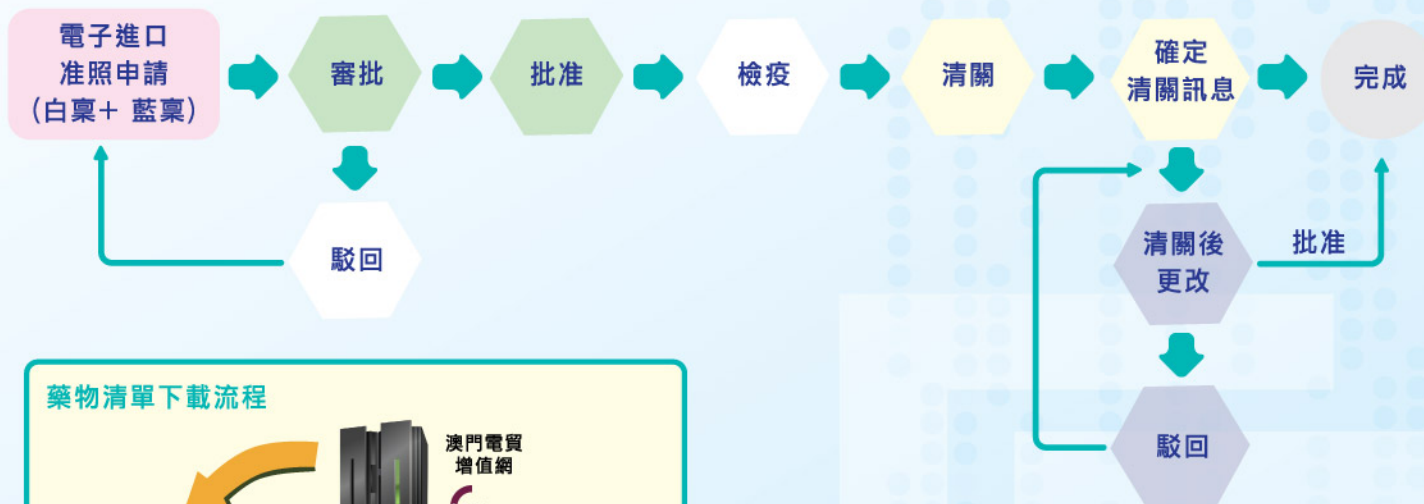 電子進口
准照申請
(白稟+ 藍稟)
審批
批准
檢疫
清關
確定
清關訊息
完成
駁回
清關後
更改
批准
駁回
藥物清單下載流程
澳門電貿
增值網